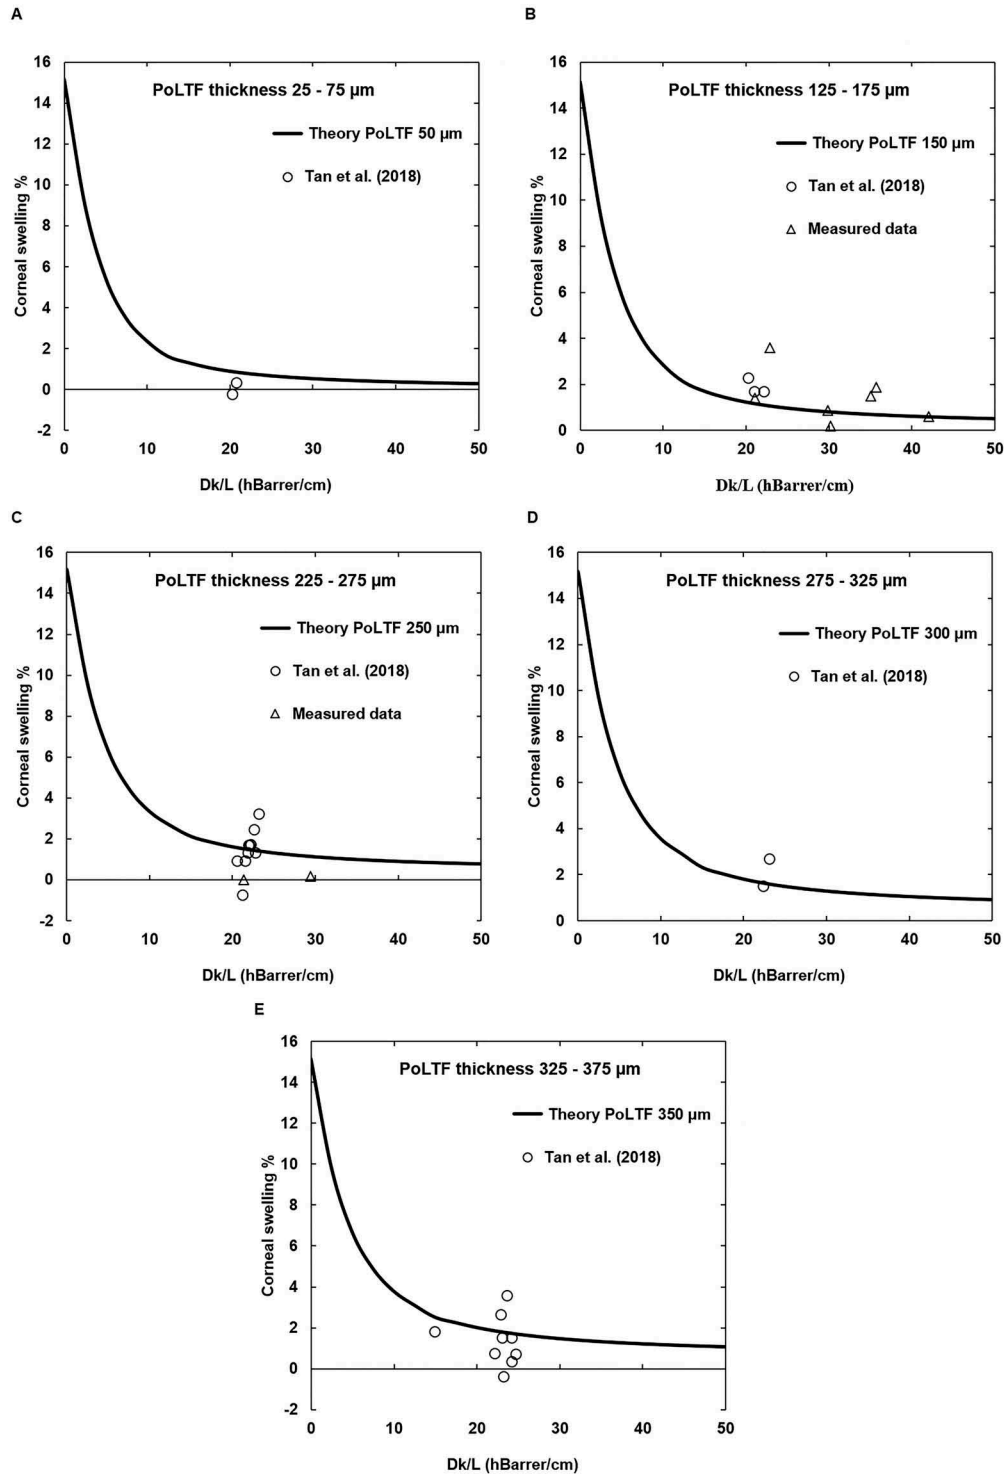 A
PoLTF thickness 25 - 75 µm
Theory PoLTF 50 µm
Tan et al. (2018)
Corneal swelling %
16
14
12
10
8
6
4
2
0
-2
0 10 20 30 40 50
Dk/L (hBarrer/cm)
B
PoLTF thickness 125 - 175 µm
Theory PoLTF 150 µm
Tan et al. (2018)
Measured data
Corneal swelling %
16
14
12
10
8
6
4
2
0
0 10 20 30 40 50
Dk/L (hBarrer/cm)
C
PoLTF thickness 225 - 275 µm
Theory PoLTF 250 µm
Tan et al. (2018)
Measured data
Corneal swelling %
16
14
12
10
8
6
4
2
0
-2
0 10 20 30 40 50
Dk/L (hBarrer/cm)
D
PoLTF thickness 275 - 325 µm
Theory PoLTF 300 µm
Tan et al. (2018)
Corneal swelling %
16
14
12
10
8
6
4
2
0
0 10 20 30 40 50
Dk/L (hBarrer/cm)
E
PoLTF thickness 325 - 375 µm
Theory PoLTF 350 µm
Tan et al. (2018)
Corneal swelling %
16
14
12
10
8
6
4
2
0
-2
0 10 20 30 40 50
Dk/L (hBarrer/cm)